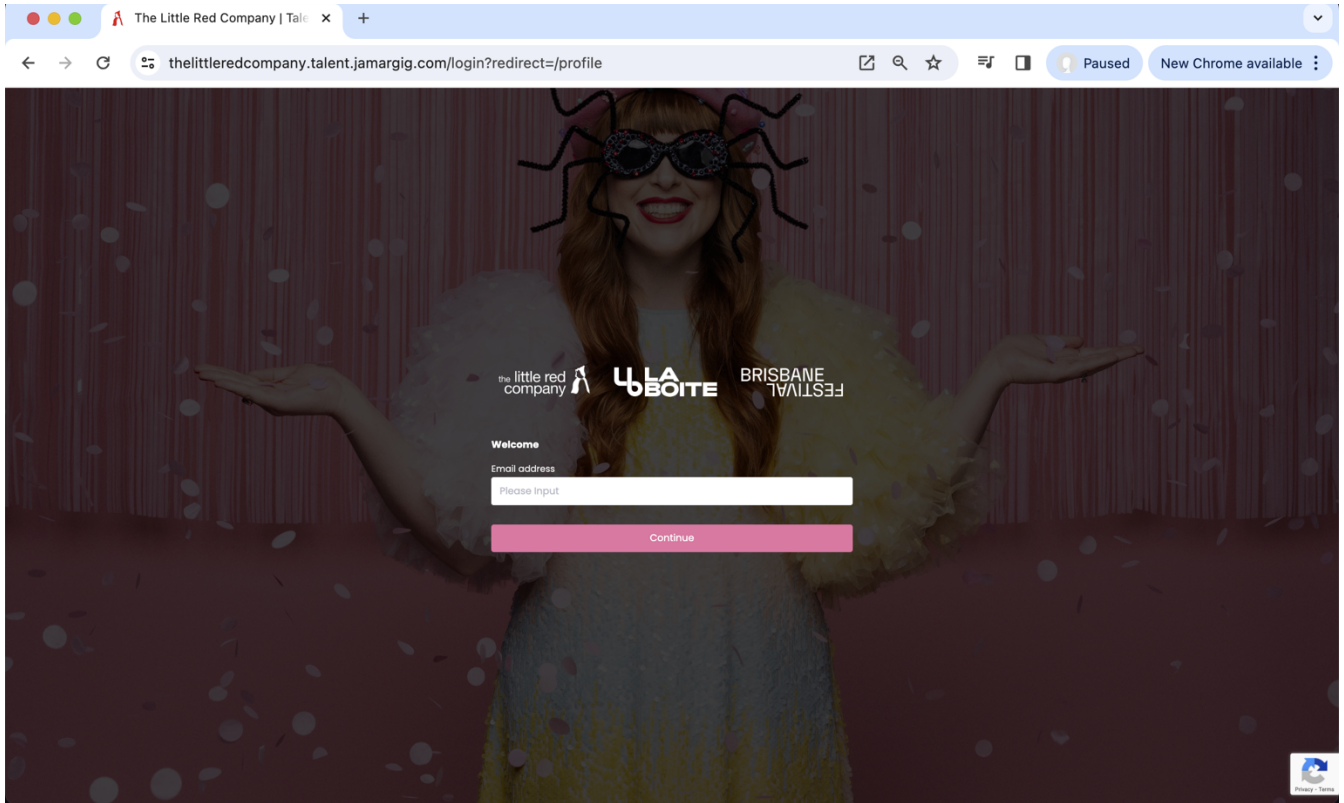 The Little Red Company | Tale
thelittleredcompany.talent.jamargig.com/login?redirect=/profile
Paused
New Chrome available
the little red
company
LA
BOITE
BRISBANE
FESTIVAL
Welcome
Email address
Please Input
Continue
Privacy - Terms